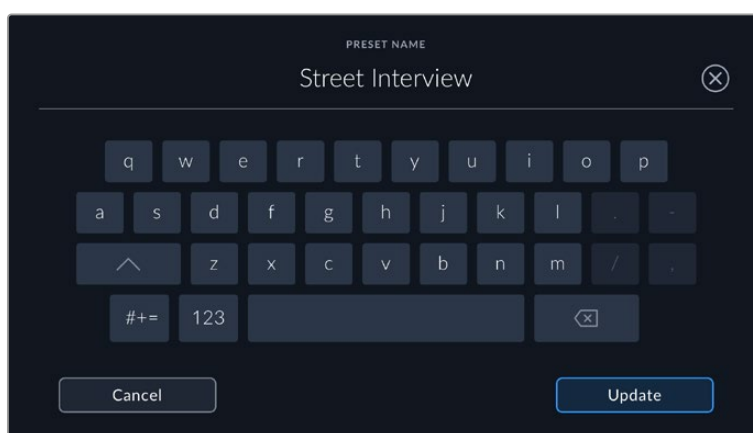 PRESET NAME
Street Interview
q w e r t y u i o p
a s d f g h j k l . -
z x c v b n m / ,
#+= 123
Cancel Update